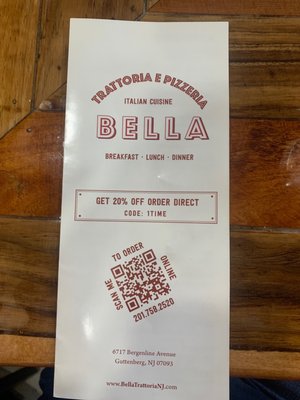 TRATTORIA E PIZZERIA
ITALIAN CUISINE
BELLA
BREAKFAST · LUNCH · DINNER
GET 20% OFF ORDER DIRECT
CODE: 1TIME
SCAN ME TO ORDER ONLINE
201.758.2520
6717 Bergenline Avenue
Guttenberg, NJ 07093
www.BellaTrattoriaNJ.com